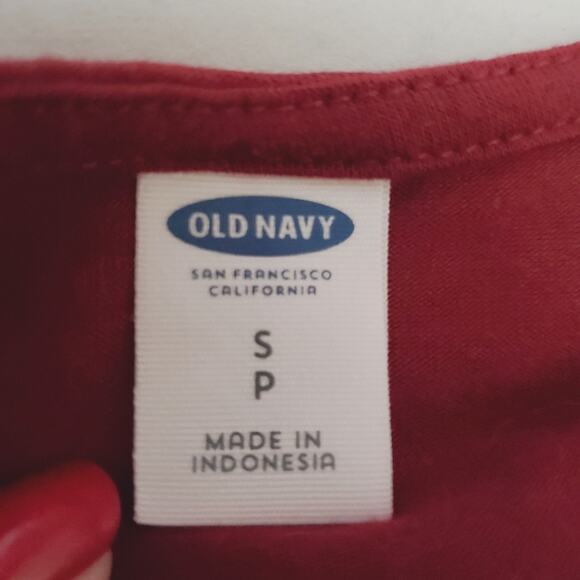 OLD NAVY
SAN FRANCISCO
CALIFORNIA
S
P
MADE IN
INDONESIA